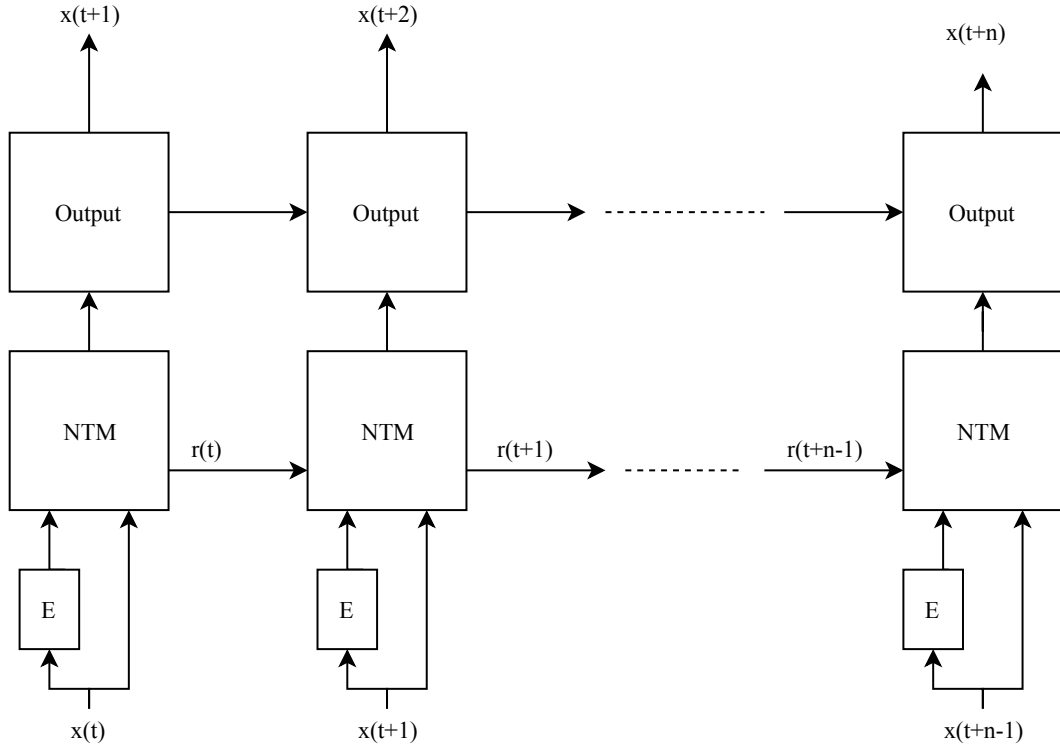 x(t+1)
x(t+2)
x(t+n)
Output
Output
Output
NTM
NTM
NTM
r(t)
r(t+1)
r(t+n-1)
E
E
E
x(t)
x(t+1)
x(t+n-1)